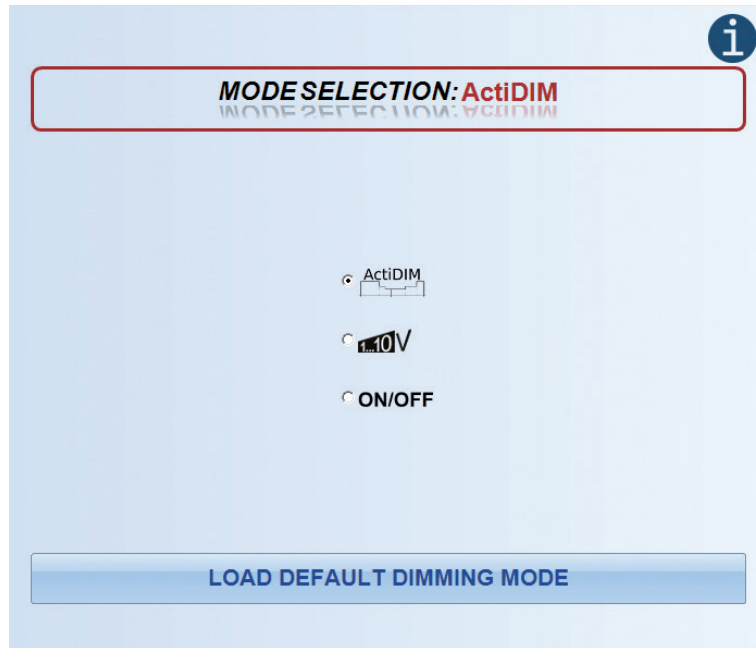 i
MODE SELECTION: ActiDIM
ActiDIM
1...10V
ON/OFF
LOAD DEFAULT DIMMING MODE